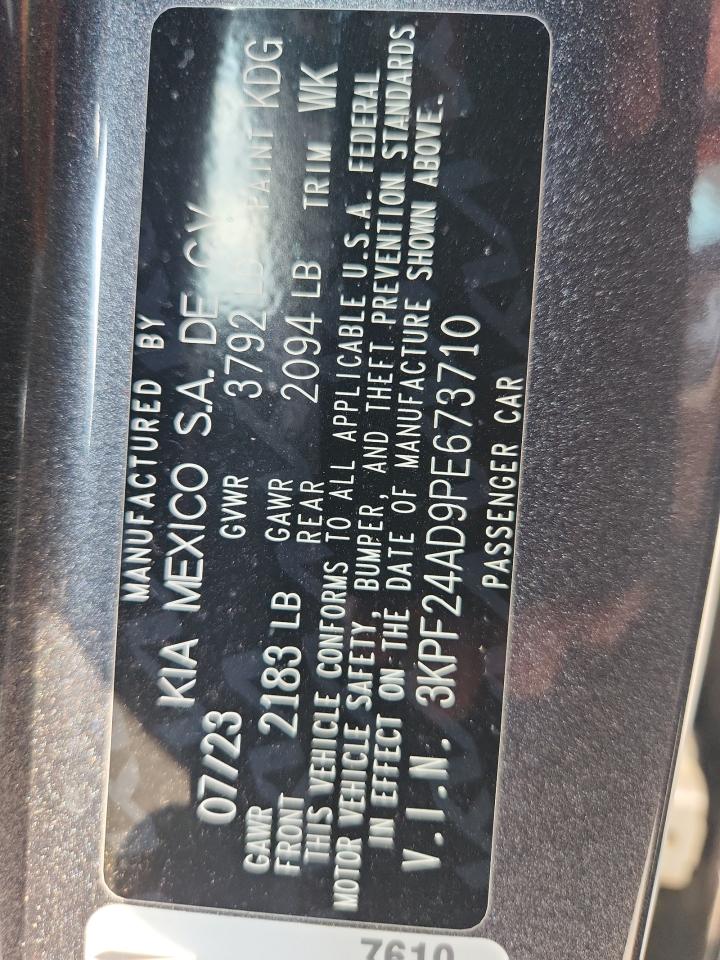 MANUFACTURED BY
KIA MEXICO S.A. DE CV
07/23 GVWR 3792 LB PAINT KDG
GAWR FRONT 2183 LB GAWR REAR 2094 LB TRIM WK
THIS VEHICLE CONFORMS TO ALL APPLICABLE U.S.A. FEDERAL
MOTOR VEHICLE SAFETY, BUMPER, AND THEFT PREVENTION STANDARDS
IN EFFECT ON THE DATE OF MANUFACTURE SHOWN ABOVE.
V.I.N. 3KPF24AD9PE673710
PASSENGER CAR
7610